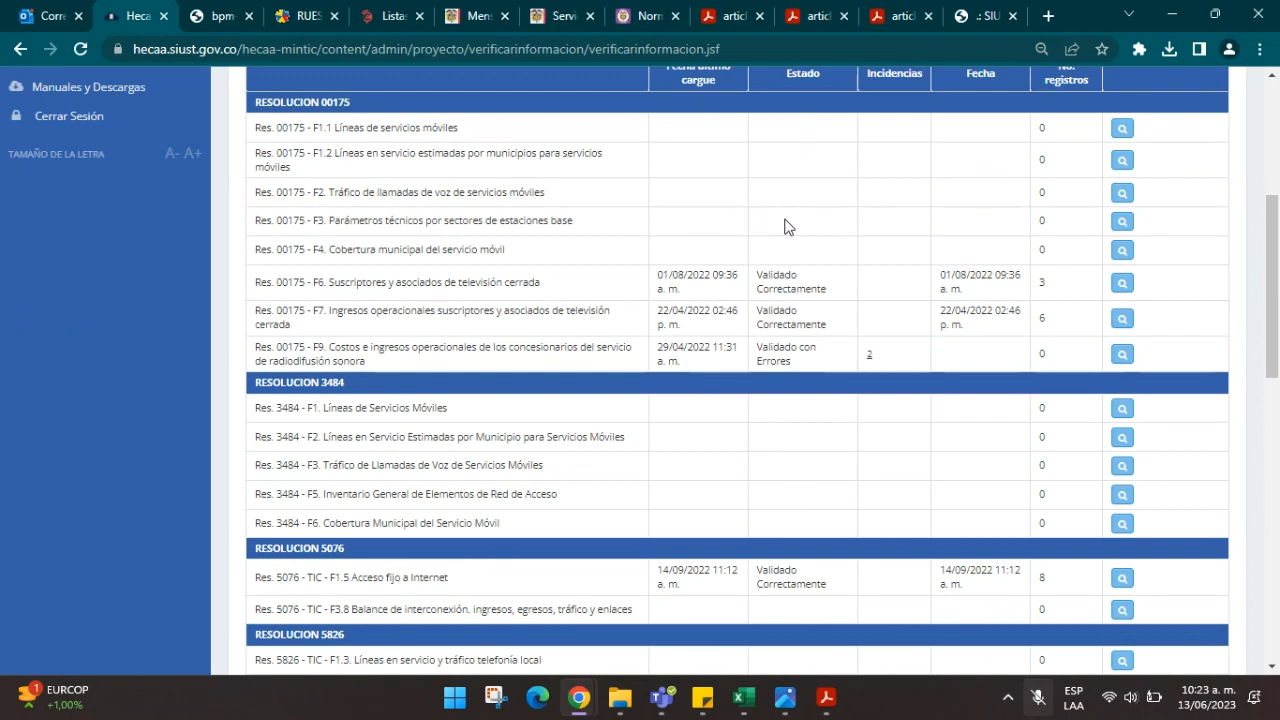 Corre
Hecaa
bpm
RUES
Listas
Mens
Servi
Norn
articl
articl
articl
.: SIU
hecaa.siust.gov.co/hecaa-mintic/content/admin/proyecto/verificarinformacion/verificarinformacion.jsf
Manuales y Descargas
Cerrar Sesión
TAMAÑO DE LA LETRA A- A+
Fecha último
cargue
Estado
Incidencias
Fecha
No.
registros
RESOLUCION 00175
Res. 00175 - F1.1 Líneas de servicios móviles 0
Res. 00175 - F1.2 Líneas en servicio estimadas por municipios para servicios
móviles 0
Res. 00175 - F2. Tráfico de llamadas de voz de servicios móviles 0
Res. 00175 - F3. Parámetros técnicos por sectores de estaciones base 0
Res. 00175 - F4. Cobertura municipal del servicio móvil 0
Res. 00175 - F6. Suscriptores y asociados de televisión cerrada
01/08/2022 09:36
a. m.
Validado
Correctamente
01/08/2022 09:36
a. m.
3
Res. 00175 - F7. Ingresos operacionales suscriptores y asociados de televisión
cerrada
22/04/2022 02:46
p. m.
Validado
Correctamente
22/04/2022 02:46
p. m.
6
Res. 00175 - F9. Costos e ingresos operacionales de los concesionarios del servicio
de radiodifusión sonora
29/04/2022 11:31
a. m.
Validado con
Errores
2
0
RESOLUCION 3484
Res. 3484 - F1. Líneas de Servicios Móviles 0
Res. 3484 - F2. Líneas en Servicio Estimadas por Municipio para Servicios Móviles 0
Res. 3484 - F3. Tráfico de Llamadas de Voz de Servicios Móviles 0
Res. 3484 - F5. Inventario General de Elementos de Red de Acceso 0
Res. 3484 - F6. Cobertura Municipal del Servicio Móvil 0
RESOLUCION 5076
Res. 5076 - TIC - F1.5 Acceso fijo a Internet
14/09/2022 11:12
a. m.
Validado
Correctamente
14/09/2022 11:12
a. m.
8
Res. 5076 - TIC - F3.8 Balance de interconexión. ingresos, egresos, tráfico y enlaces 0
RESOLUCION 5826
Res. 5826 - TIC - F1.3. Líneas en servicio y tráfico telefonía local 0
1
EURCOP
+1,00%
ESP
LAA
10:23 a. m.
13/06/2023